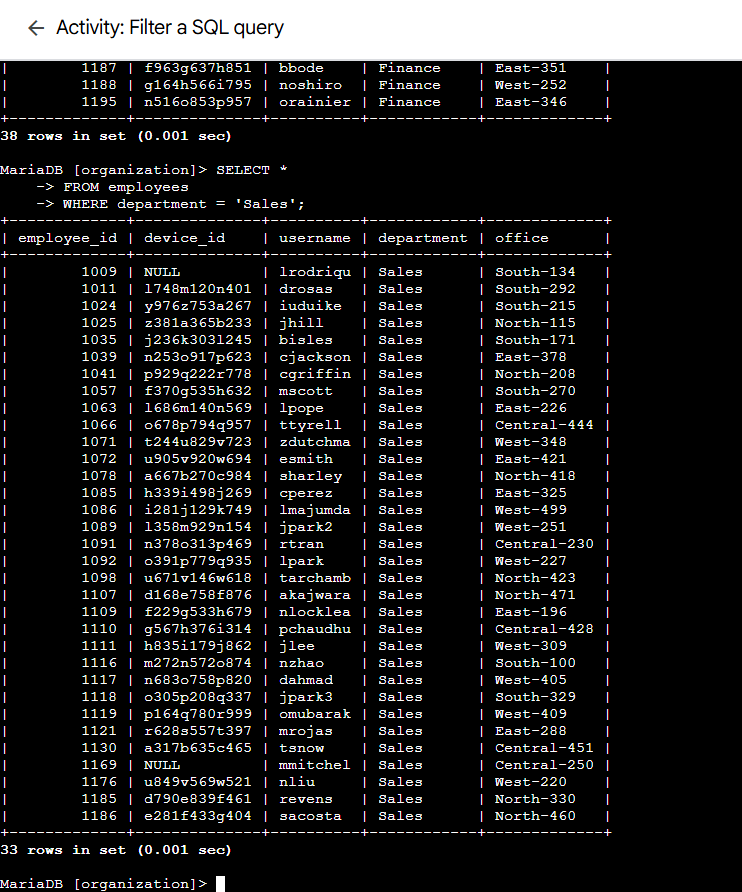 ← Activity: Filter a SQL query
|        1187 | f963g637h851 | bbode    | Finance    | East-351    |
|        1188 | g164h566i795 | noshiro  | Finance    | West-252    |
|        1195 | n516o853p957 | orainier | Finance    | East-346    |
+-------------+--------------+----------+------------+-------------+
38 rows in set (0.001 sec)
MariaDB [organization]> SELECT *
    -> FROM employees
    -> WHERE department = 'Sales';
+-------------+--------------+----------+------------+-------------+
| employee_id | device_id    | username | department | office      |
+-------------+--------------+----------+------------+-------------+
|        1009 | NULL         | lrodriqu | Sales      | South-134   |
|        1011 | l748m120n401 | drosas   | Sales      | South-292   |
|        1024 | y976z753a267 | iuduike  | Sales      | South-215   |
|        1025 | z381a365b233 | jhill    | Sales      | North-115   |
|        1035 | j236k303l245 | bisles   | Sales      | South-171   |
|        1039 | n253o917p623 | cjackson | Sales      | East-378    |
|        1041 | p929q222r778 | cgriffin | Sales      | North-208   |
|        1057 | f370g535h632 | mscott   | Sales      | South-270   |
|        1063 | l686m140n569 | lpope    | Sales      | East-226    |
|        1066 | o678p794q957 | ttyrell  | Sales      | Central-444 |
|        1071 | t244u829v723 | zdutchma | Sales      | West-348    |
|        1072 | u905v920w694 | esmith   | Sales      | East-421    |
|        1078 | a667b270c984 | sharley  | Sales      | North-418   |
|        1085 | h339i498j269 | cperez   | Sales      | East-325    |
|        1086 | i281j129k749 | lmajumda | Sales      | West-499    |
|        1089 | l358m929n154 | jpark2   | Sales      | West-251    |
|        1091 | n378o313p469 | rtran    | Sales      | Central-230 |
|        1092 | o391p779q935 | lpark    | Sales      | West-227    |
|        1098 | u671v146w618 | tarchamb | Sales      | North-423   |
|        1107 | d168e758f876 | akajwara | Sales      | North-471   |
|        1109 | f229g533h679 | nlocklea | Sales      | East-196    |
|        1110 | g567h376i314 | pchaudhu | Sales      | Central-428 |
|        1111 | h835i179j862 | jlee     | Sales      | West-309    |
|        1116 | m272n572o874 | nzhao    | Sales      | South-100   |
|        1117 | n683o758p820 | dahmad   | Sales      | West-405    |
|        1118 | o305p208q337 | jpark3   | Sales      | South-329   |
|        1119 | p164q780r999 | omubarak | Sales      | West-409    |
|        1121 | r628s557t397 | mrojas   | Sales      | East-288    |
|        1130 | a317b635c465 | tsnow    | Sales      | Central-451 |
|        1169 | NULL         | mmitchel | Sales      | Central-250 |
|        1176 | u849v569w521 | nliu     | Sales      | West-220    |
|        1185 | d790e839f461 | revens   | Sales      | North-330   |
|        1186 | e281f433g404 | sacosta  | Sales      | North-460   |
+-------------+--------------+----------+------------+-------------+
33 rows in set (0.001 sec)
MariaDB [organization]>